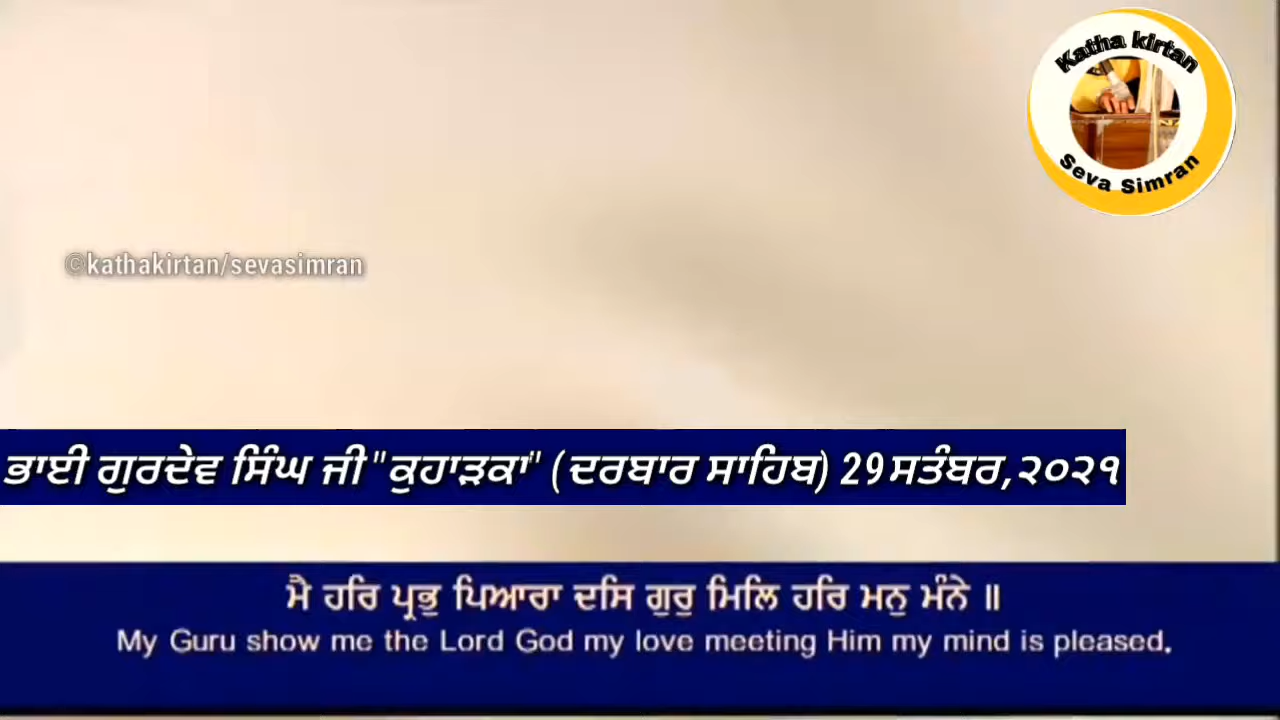 Katha kirtan
Seva Simran
©kathakirtan/sevasimran
ਭਾਈ ਗੁਰਦੇਵ ਸਿੰਘ ਜੀ "ਕੁਹਾੜਕਾ" (ਦਰਬਾਰ ਸਾਹਿਬ) 29 ਸਤੰਬਰ,੨੦੨੧
ਮੈ ਹਰਿ ਪ੍ਰਭੁ ਪਿਆਰਾ ਦਸਿ ਗੁਰੁ ਮਿਲਿ ਹਰਿ ਮਨੁ ਮੰਨੇ ॥
My Guru show me the Lord God my love meeting Him my mind is pleased.